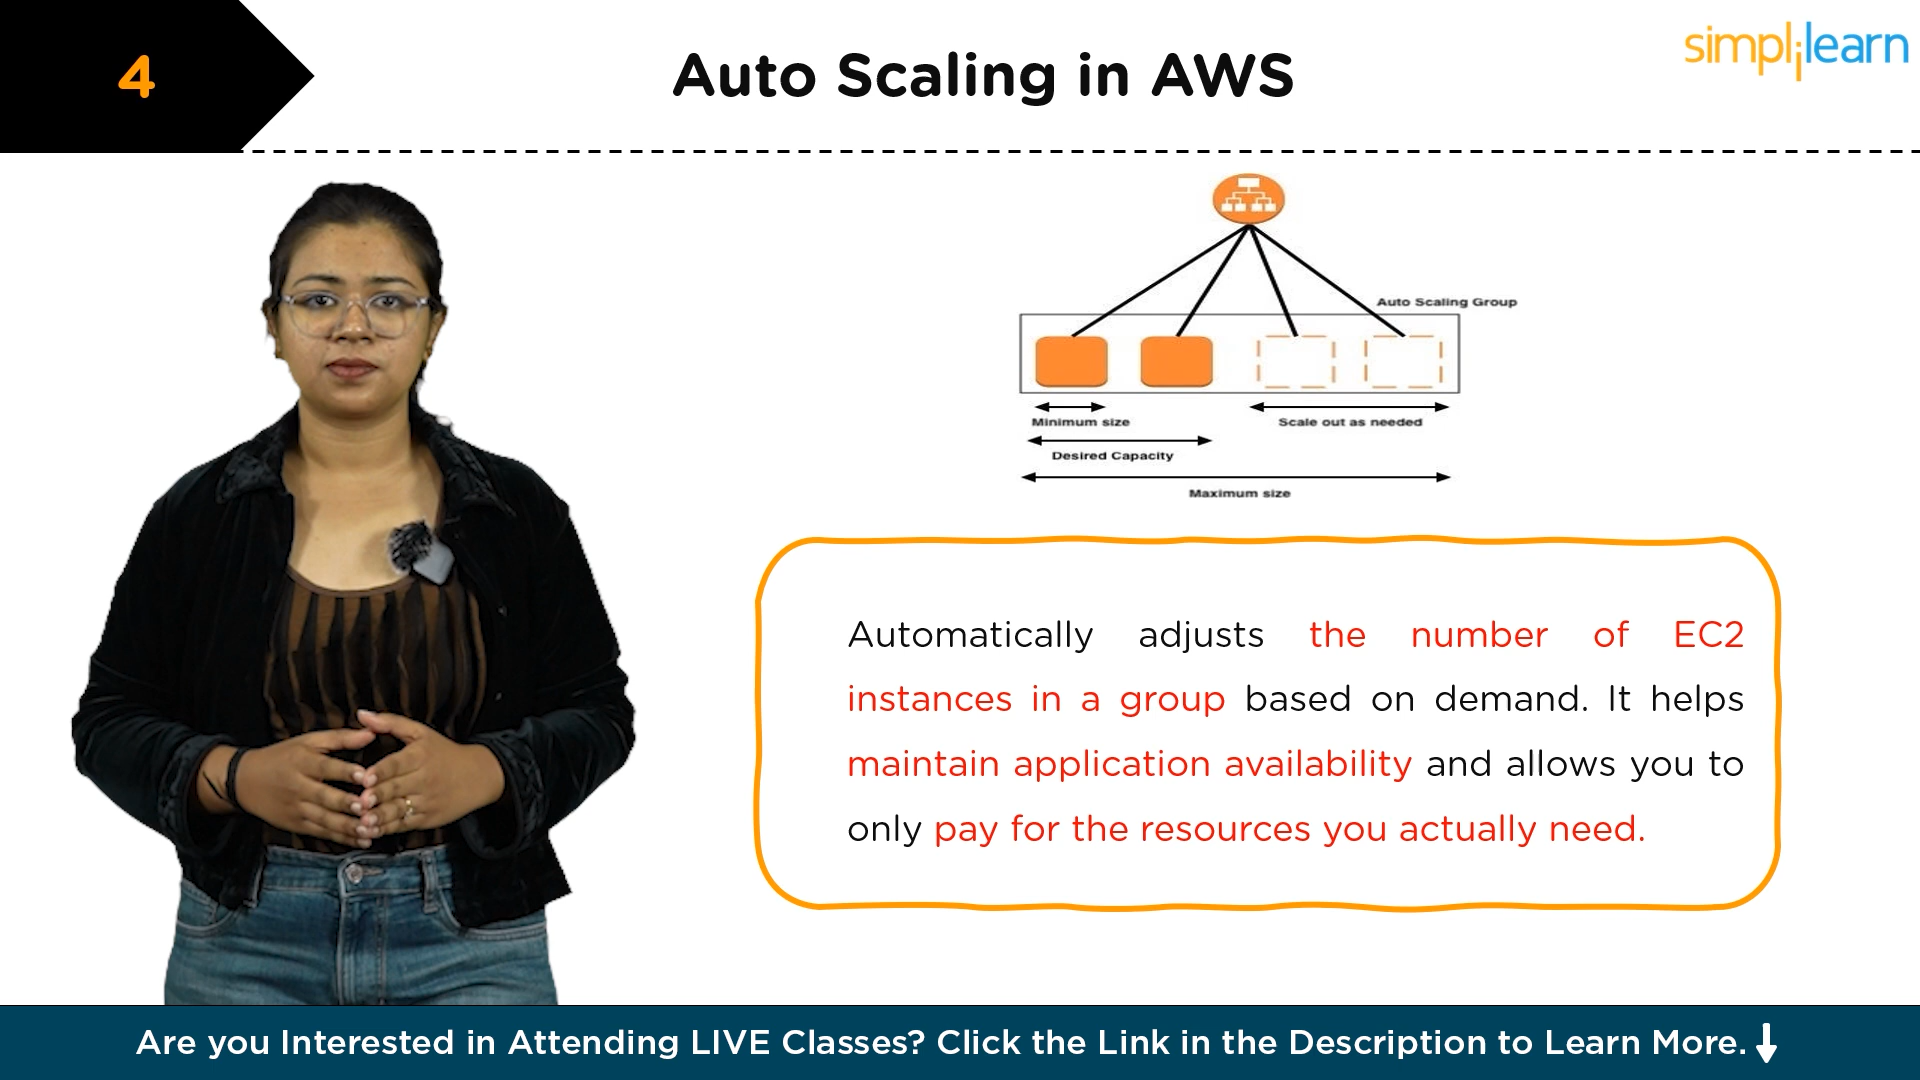 4
Auto Scaling in AWS
simplilearn
Auto Scaling Group
Minimum size
Scale out as needed
Desired Capacity
Maximum size
Automatically adjusts the number of EC2
instances in a group based on demand. It helps
maintain application availability and allows you to
only pay for the resources you actually need.
Are you Interested in Attending LIVE Classes? Click the Link in the Description to Learn More.